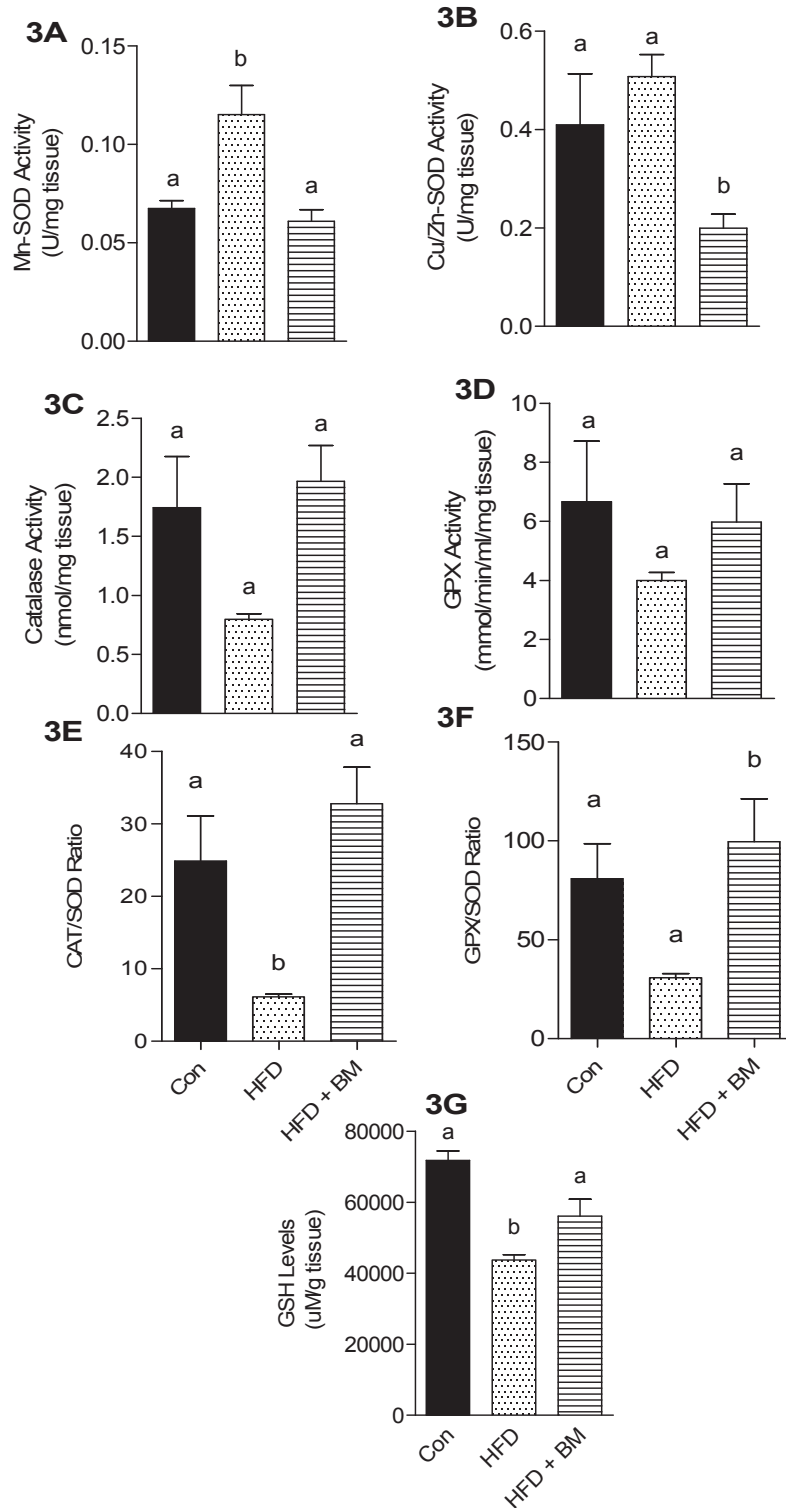 3A
Mn-SOD Activity
(U/mg tissue)
0.15
0.10
0.05
0.00
a
b
a
3B
Cu/Zn-SOD Activity
(U/mg tissue)
0.6
0.4
0.2
0.0
a
a
b
3C
Catalase Activity
(nmol/mg tissue)
2.5
2.0
1.5
1.0
0.5
0.0
a
a
a
3D
GPX Activity
(mmol/min/ml/mg tissue)
10
8
6
4
2
0
a
a
a
3E
CAT/SOD Ratio
40
30
20
10
0
a
b
a
Con
HFD
HFD + BM
3F
GPX/SOD Ratio
150
100
50
0
a
a
b
Con
HFD
HFD + BM
3G
GSH Levels
(uM/g tissue)
80000
60000
40000
20000
0
a
b
a
Con
HFD
HFD + BM